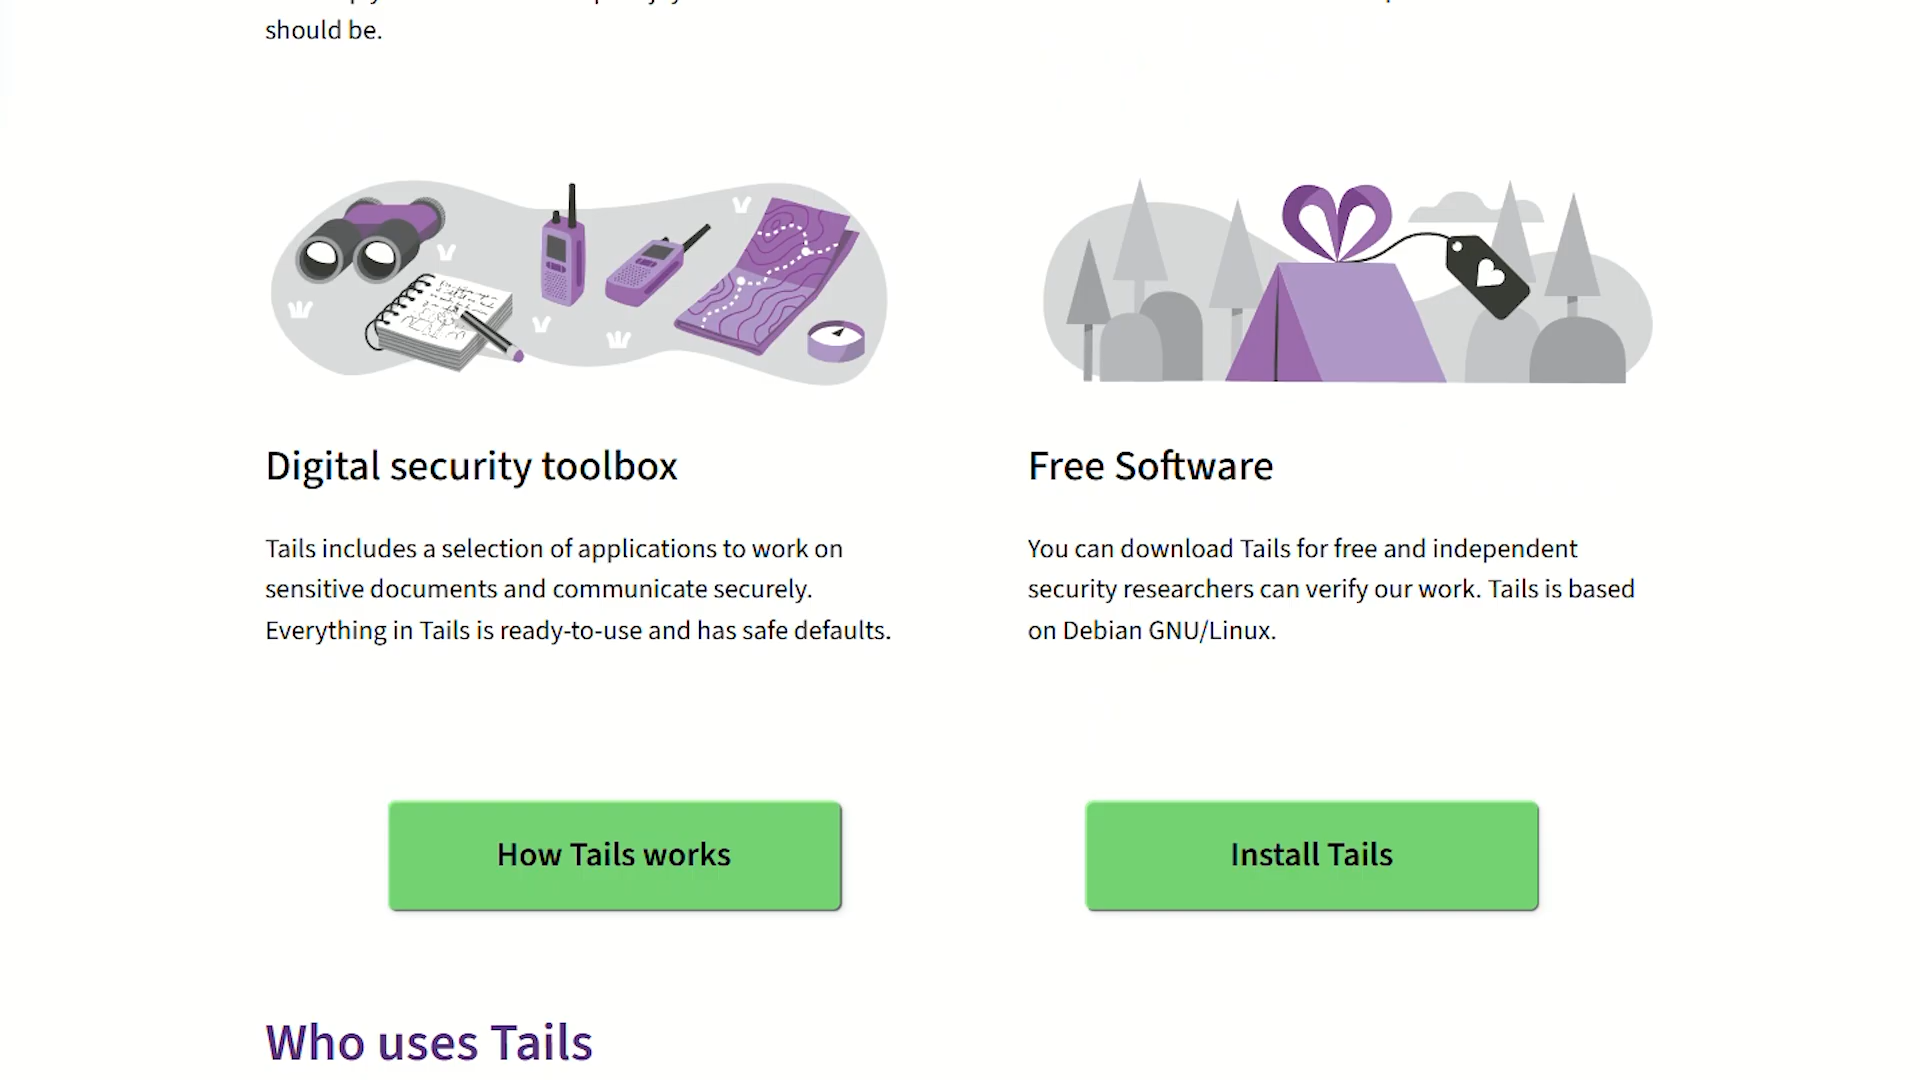 should be.
Digital security toolbox
Tails includes a selection of applications to work on
sensitive documents and communicate securely.
Everything in Tails is ready-to-use and has safe defaults.
Free Software
You can download Tails for free and independent
security researchers can verify our work. Tails is based
on Debian GNU/Linux.
How Tails works
Install Tails
Who uses Tails